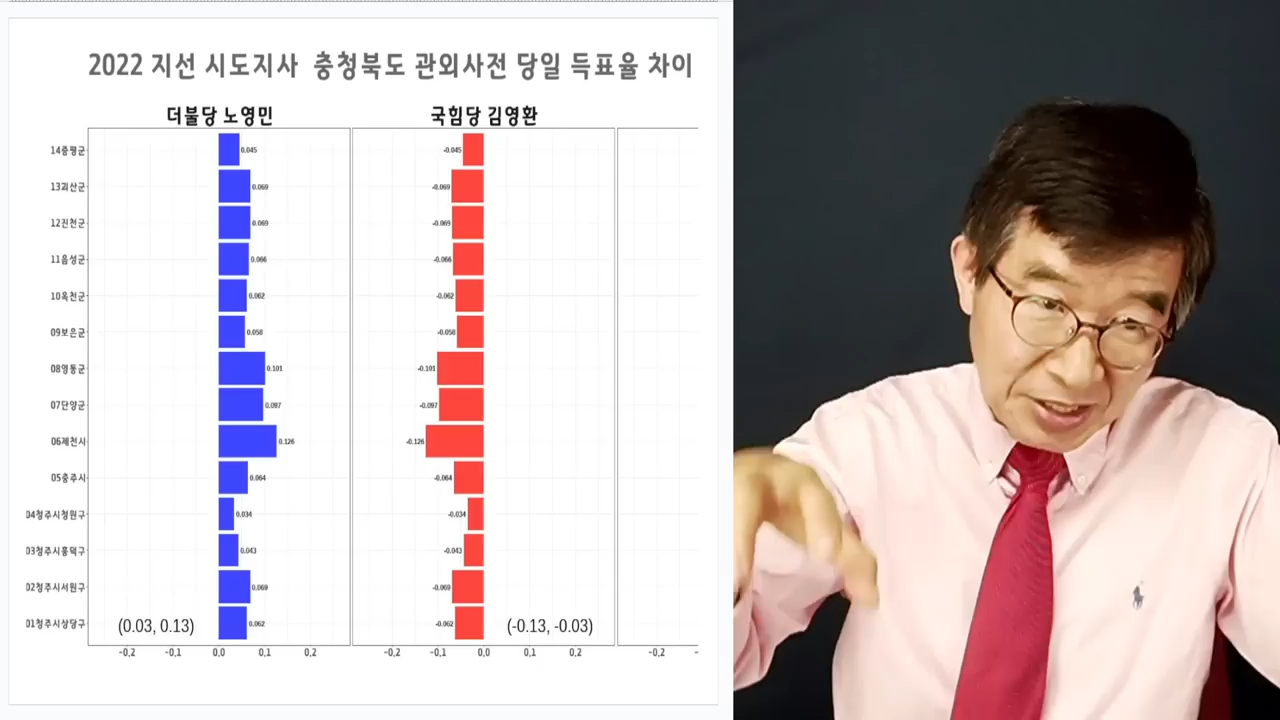 2022 지선 시도지사 충청북도 관외사전 당일 득표율 차이
더불당 노영민 국힘당 김영환
14증평군 0.045 -0.045
13괴산군 0.069 -0.069
12진천군 0.069 -0.069
11음성군 0.066 -0.066
10옥천군 0.062 -0.062
09보은군 0.058 -0.058
08영동군 0.101 -0.101
07단양군 0.097 -0.097
06제천시 0.126 -0.126
05충주시 0.064 -0.064
04청주시청원구 0.034 -0.034
03청주시흥덕구 0.043 -0.043
02청주시서원구 0.069 -0.069
01청주시상당구 0.062 -0.062
(0.03, 0.13) (-0.13, -0.03)
-0,2 -0,1 0,0 0,1 0,2 -0,2 -0,1 0,0 0,1 0,2 -0,2